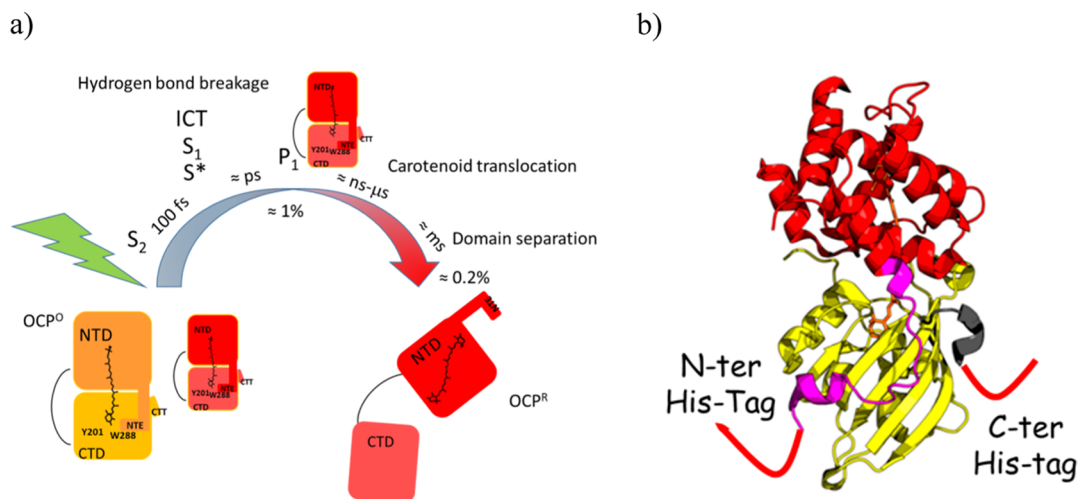 a)
b)
Hydrogen bond breakage
ICT
S1
S*
≈ ps
100 fs
S2
P1
NTD
Y201
W288
NTE
CTT
CTD
≈ 1%
≈ ns-μs
Carotenoid translocation
≈ ms
Domain separation
≈ 0.2%
OCPO
NTD
Y201
W288
NTE
CTT
CTD
NTD
Y201
W288
NTE
CTT
CTD
NTE
NTD
OCPR
CTD
N-ter
His-Tag
C-ter
His-tag